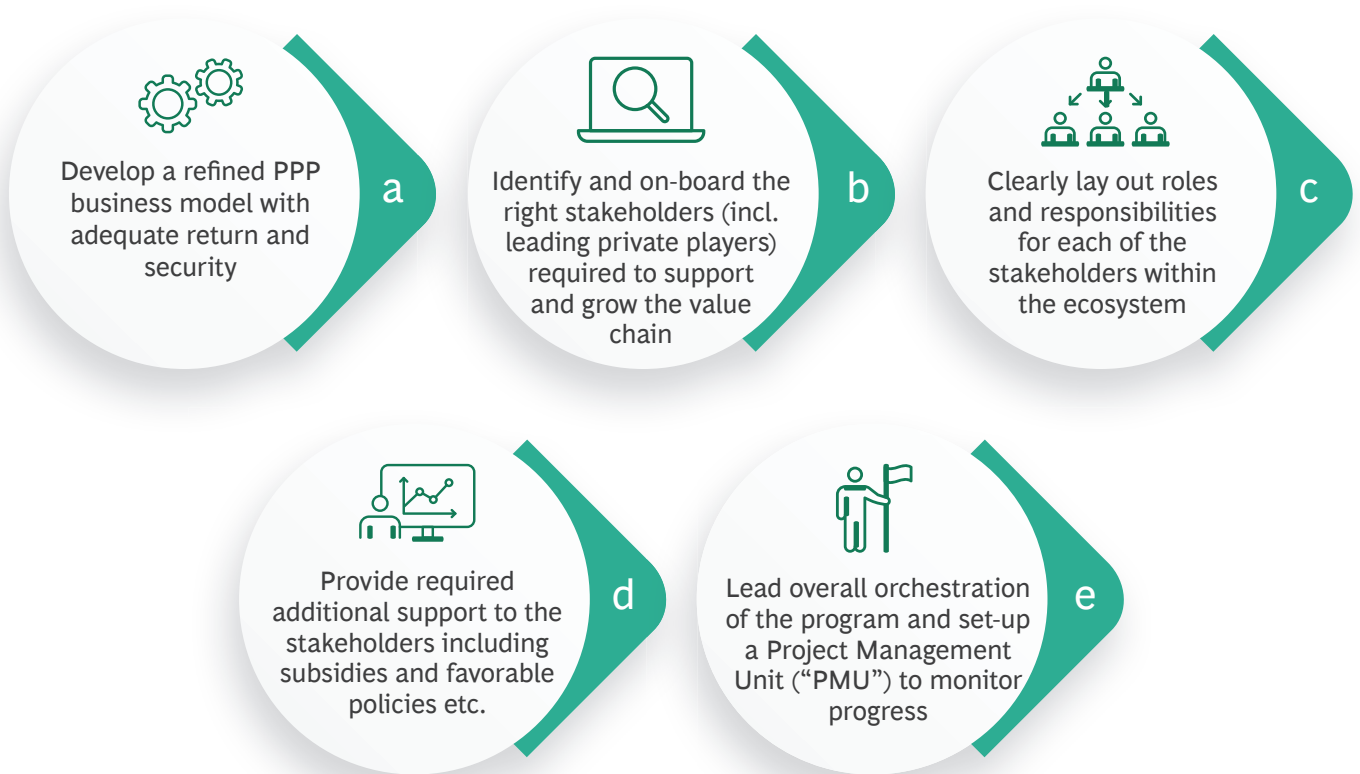 Develop a refined PPP
business model with
adequate return and
security
a
Identify and on-board the
right stakeholders (incl.
leading private players)
required to support
and grow the value
chain
b
Clearly lay out roles
and responsibilities
for each of the
stakeholders within
the ecosystem
c
Provide required
additional support to the
stakeholders including
subsidies and favorable
policies etc.
d
Lead overall orchestration
of the program and set-up
a Project Management
Unit (“PMU”) to monitor
progress
e